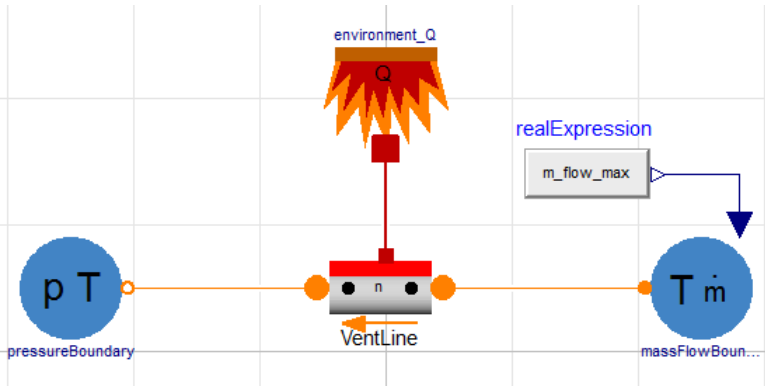 environment_Q
Q
realExpression
m_flow_max
p T
n
T ṁ
VentLine
pressureBoundary
massFlowBoun...